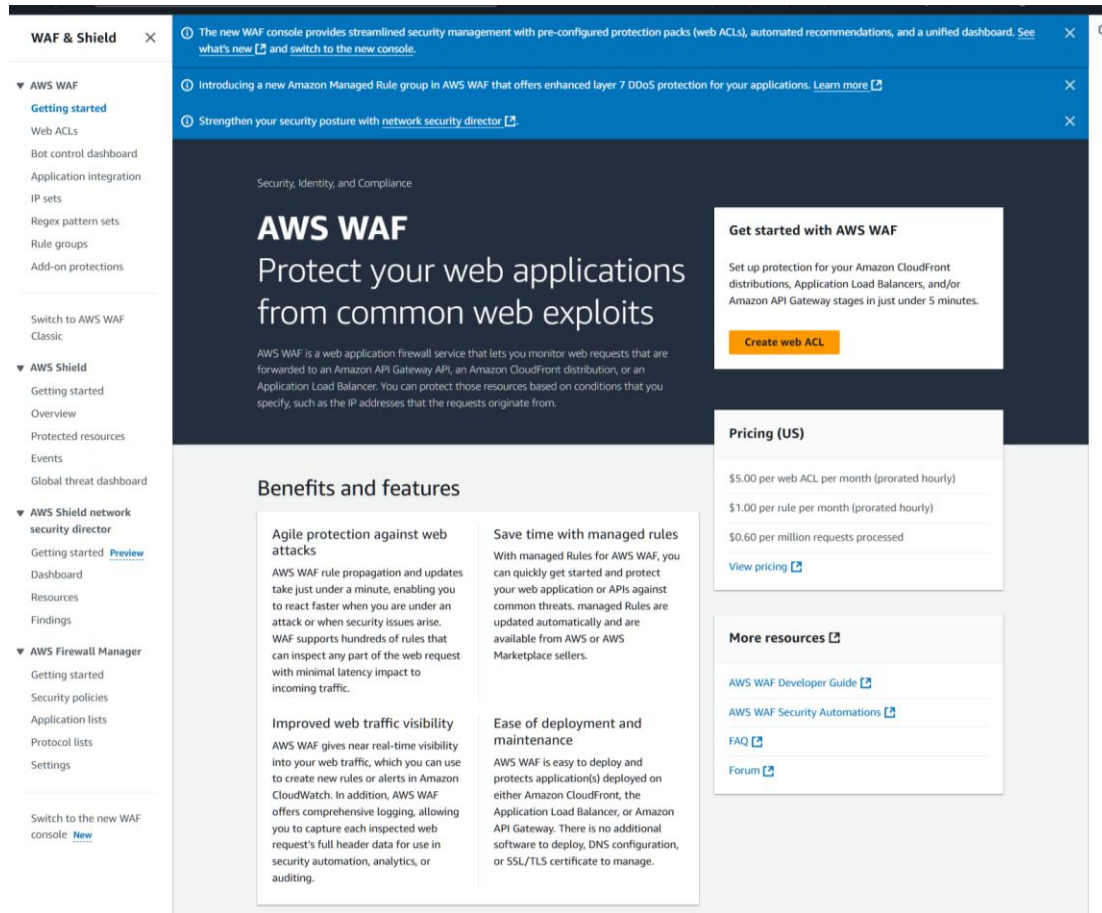 WAF & Shield
AWS WAF
Getting started
Web ACLs
Bot control dashboard
Application integration
IP sets
Regex pattern sets
Rule groups
Add-on protections
Switch to AWS WAF
Classic
AWS Shield
Getting started
Overview
Protected resources
Events
Global threat dashboard
AWS Shield network
security director
Getting started Preview
Dashboard
Resources
Findings
AWS Firewall Manager
Getting started
Security policies
Application lists
Protocol lists
Settings
Switch to the new WAF
console New
The new WAF console provides streamlined security management with pre-configured protection packs (web ACLs), automated recommendations, and a unified dashboard. See
what's new and switch to the new console.
Introducing a new Amazon Managed Rule group in AWS WAF that offers enhanced layer 7 DDoS protection for your applications. Learn more
Strengthen your security posture with network security director.
Security, Identity, and Compliance
AWS WAF
Protect your web applications
from common web exploits
AWS WAF is a web application firewall service that lets you monitor web requests that are
forwarded to an Amazon API Gateway API, an Amazon CloudFront distribution, or an
Application Load Balancer. You can protect those resources based on conditions that you
specify, such as the IP addresses that the requests originate from.
Get started with AWS WAF
Set up protection for your Amazon CloudFront
distributions, Application Load Balancers, and/or
Amazon API Gateway stages in just under 5 minutes.
Create web ACL
Pricing (US)
$5.00 per web ACL per month (prorated hourly)
$1.00 per rule per month (prorated hourly)
$0.60 per million requests processed
View pricing
More resources
AWS WAF Developer Guide
AWS WAF Security Automations
FAQ
Forum
Benefits and features
Agile protection against web
attacks
AWS WAF rule propagation and updates
take just under a minute, enabling you
to react faster when you are under an
attack or when security issues arise.
WAF supports hundreds of rules that
can inspect any part of the web request
with minimal latency impact to
incoming traffic.
Save time with managed rules
With managed Rules for AWS WAF, you
can quickly get started and protect
your web application or APIs against
common threats. managed Rules are
updated automatically and are
available from AWS or AWS
Marketplace sellers.
Improved web traffic visibility
AWS WAF gives near real-time visibility
into your web traffic, which you can use
to create new rules or alerts in Amazon
CloudWatch. In addition, AWS WAF
offers comprehensive logging, allowing
you to capture each inspected web
request's full header data for use in
security automation, analytics, or
auditing.
Ease of deployment and
maintenance
AWS WAF is easy to deploy and
protects application(s) deployed on
either Amazon CloudFront, the
Application Load Balancer, or Amazon
API Gateway. There is no additional
software to deploy, DNS configuration,
or SSL/TLS certificate to manage.